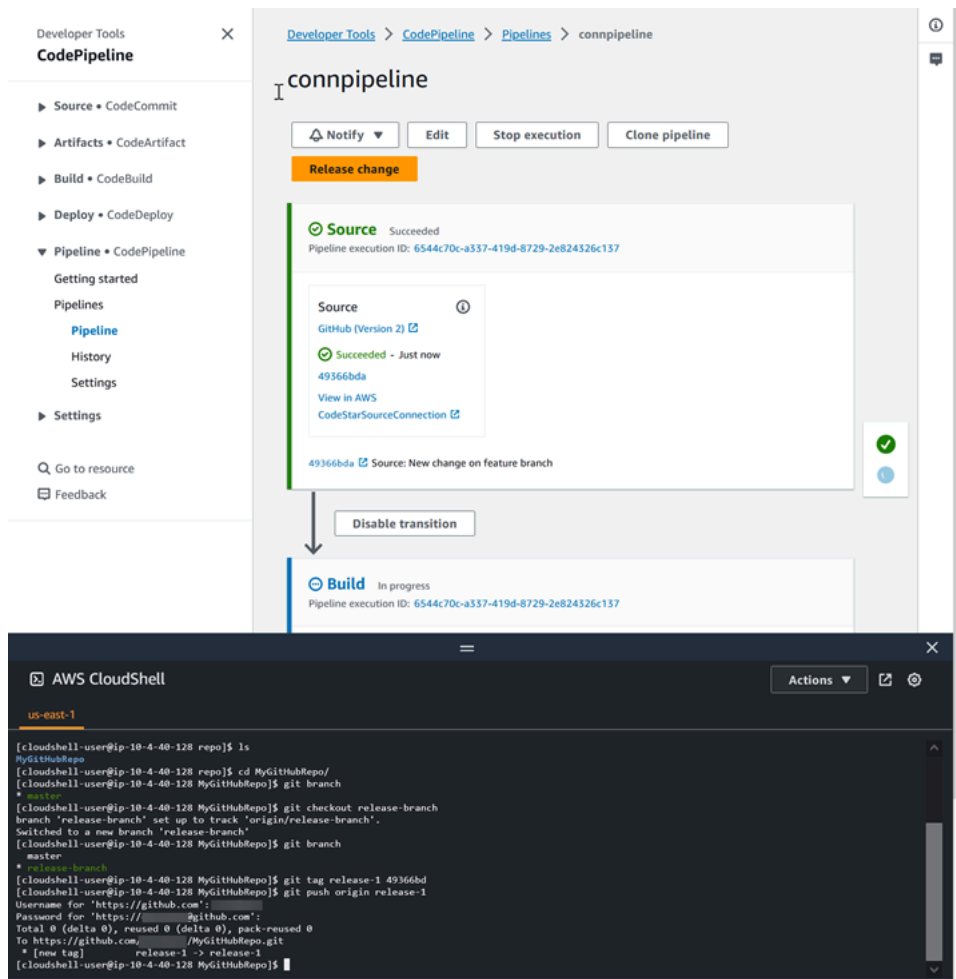 Developer Tools
CodePipeline
Source • CodeCommit
Artifacts • CodeArtifact
Build • CodeBuild
Deploy • CodeDeploy
Pipeline • CodePipeline
Getting started
Pipelines
Pipeline
History
Settings
Settings
Go to resource
Feedback
Developer Tools > CodePipeline > Pipelines > connpipeline
connpipeline
Notify ▼ Edit Stop execution Clone pipeline
Release change
Source Succeeded
Pipeline execution ID: 6544c70c-a337-419d-8729-2e824326c137
Source
GitHub (Version 2)
Succeeded - Just now
49366bda
View in AWS
CodeStarSourceConnection
49366bda Source: New change on feature branch
Disable transition
Build In progress
Pipeline execution ID: 6544c70c-a337-419d-8729-2e824326c137
AWS CloudShell
Actions ▼
us-east-1
[cloudshell-user@ip-10-4-40-128 repo]$ ls
MyGitHubRepo
[cloudshell-user@ip-10-4-40-128 repo]$ cd MyGitHubRepo/
[cloudshell-user@ip-10-4-40-128 MyGitHubRepo]$ git branch
* master
[cloudshell-user@ip-10-4-40-128 MyGitHubRepo]$ git checkout release-branch
branch 'release-branch' set up to track 'origin/release-branch'.
Switched to a new branch 'release-branch'
[cloudshell-user@ip-10-4-40-128 MyGitHubRepo]$ git branch
master
* release-branch
[cloudshell-user@ip-10-4-40-128 MyGitHubRepo]$ git tag release-1 49366bd
[cloudshell-user@ip-10-4-40-128 MyGitHubRepo]$ git push origin release-1
Username for 'https://github.com':
Password for 'https:// @github.com':
Total 0 (delta 0), reused 0 (delta 0), pack-reused 0
To https://github.com/ /MyGitHubRepo.git
* [new tag] release-1 -> release-1
[cloudshell-user@ip-10-4-40-128 MyGitHubRepo]$